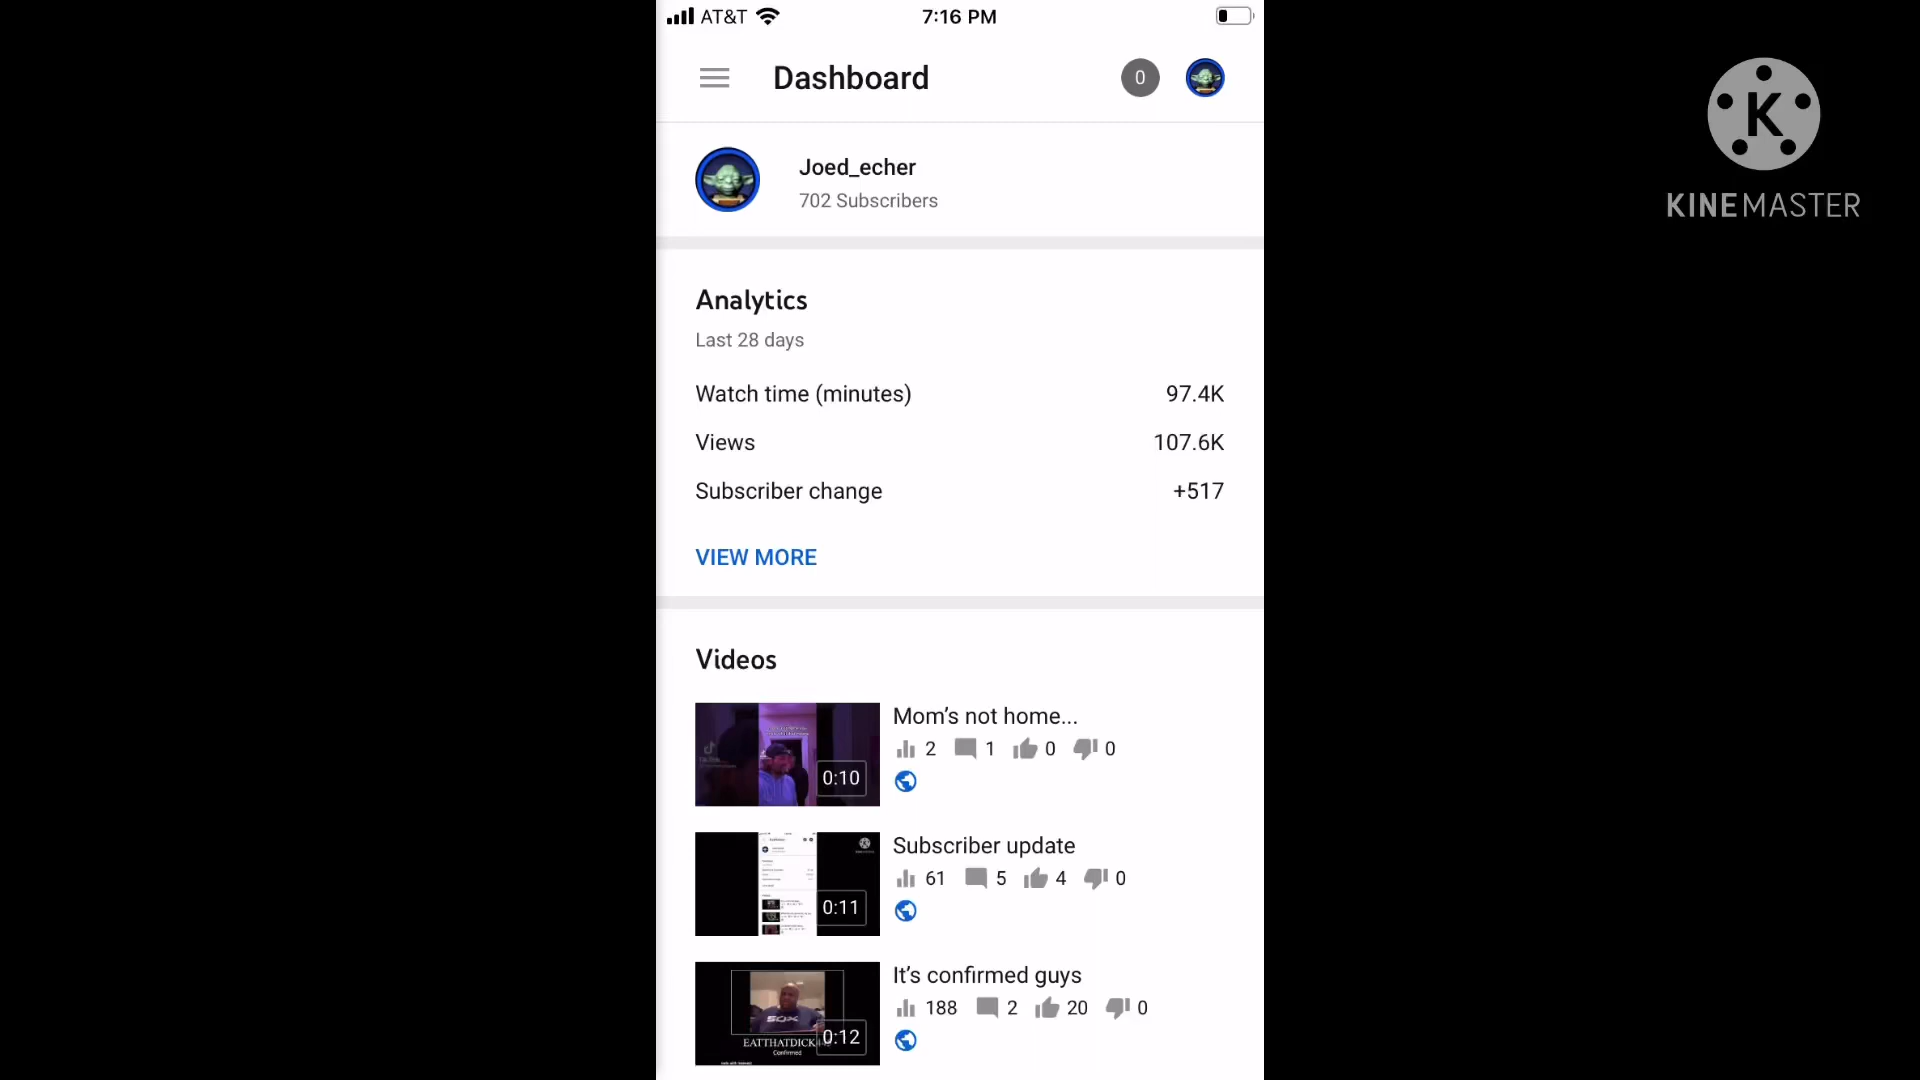 AT&T 7:16 PM
Dashboard 0
Joed_echer
702 Subscribers
Analytics
Last 28 days
Watch time (minutes) 97.4K
Views 107.6K
Subscriber change +517
VIEW MORE
Videos
Mom's not home...
2 1 0 0
0:10
Subscriber update
61 5 4 0
0:11
It's confirmed guys
188 2 20 0
SOX
0:12
EATTHATDICK
Confirmed
K
KINEMASTER